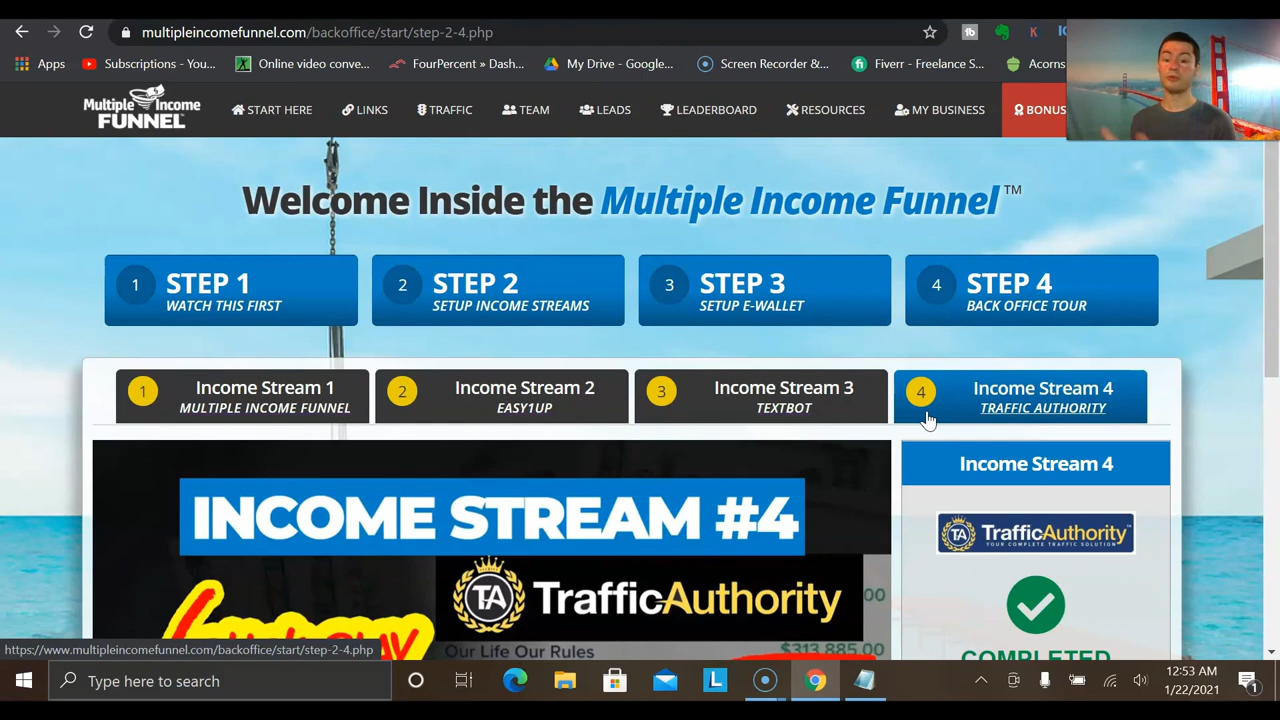 multipleincomefunnel.com/backoffice/start/step-2-4.php
Apps
Subscriptions - You...
Online video conve...
FourPercent » Dash...
My Drive - Google...
Screen Recorder &...
Fiverr - Freelance S...
Acorns
Multiple Income
FUNNEL
START HERE
LINKS
TRAFFIC
TEAM
LEADS
LEADERBOARD
RESOURCES
MY BUSINESS
BONUS
Welcome Inside the Multiple Income Funnel™
1 STEP 1
WATCH THIS FIRST
2 STEP 2
SETUP INCOME STREAMS
3 STEP 3
SETUP E-WALLET
4 STEP 4
BACK OFFICE TOUR
1 Income Stream 1
MULTIPLE INCOME FUNNEL
2 Income Stream 2
EASY1UP
3 Income Stream 3
TEXTBOT
4 Income Stream 4
TRAFFIC AUTHORITY
INCOME STREAM #4
TA TrafficAuthority
Our Life Our Rules
$313,885.00
Income Stream 4
TA TrafficAuthority™
YOUR COMPLETE TRAFFIC SOLUTION
COMPLETED
https://www.multipleincomefunnel.com/backoffice/start/step-2-4.php
Type here to search
12:53 AM
1/22/2021
1